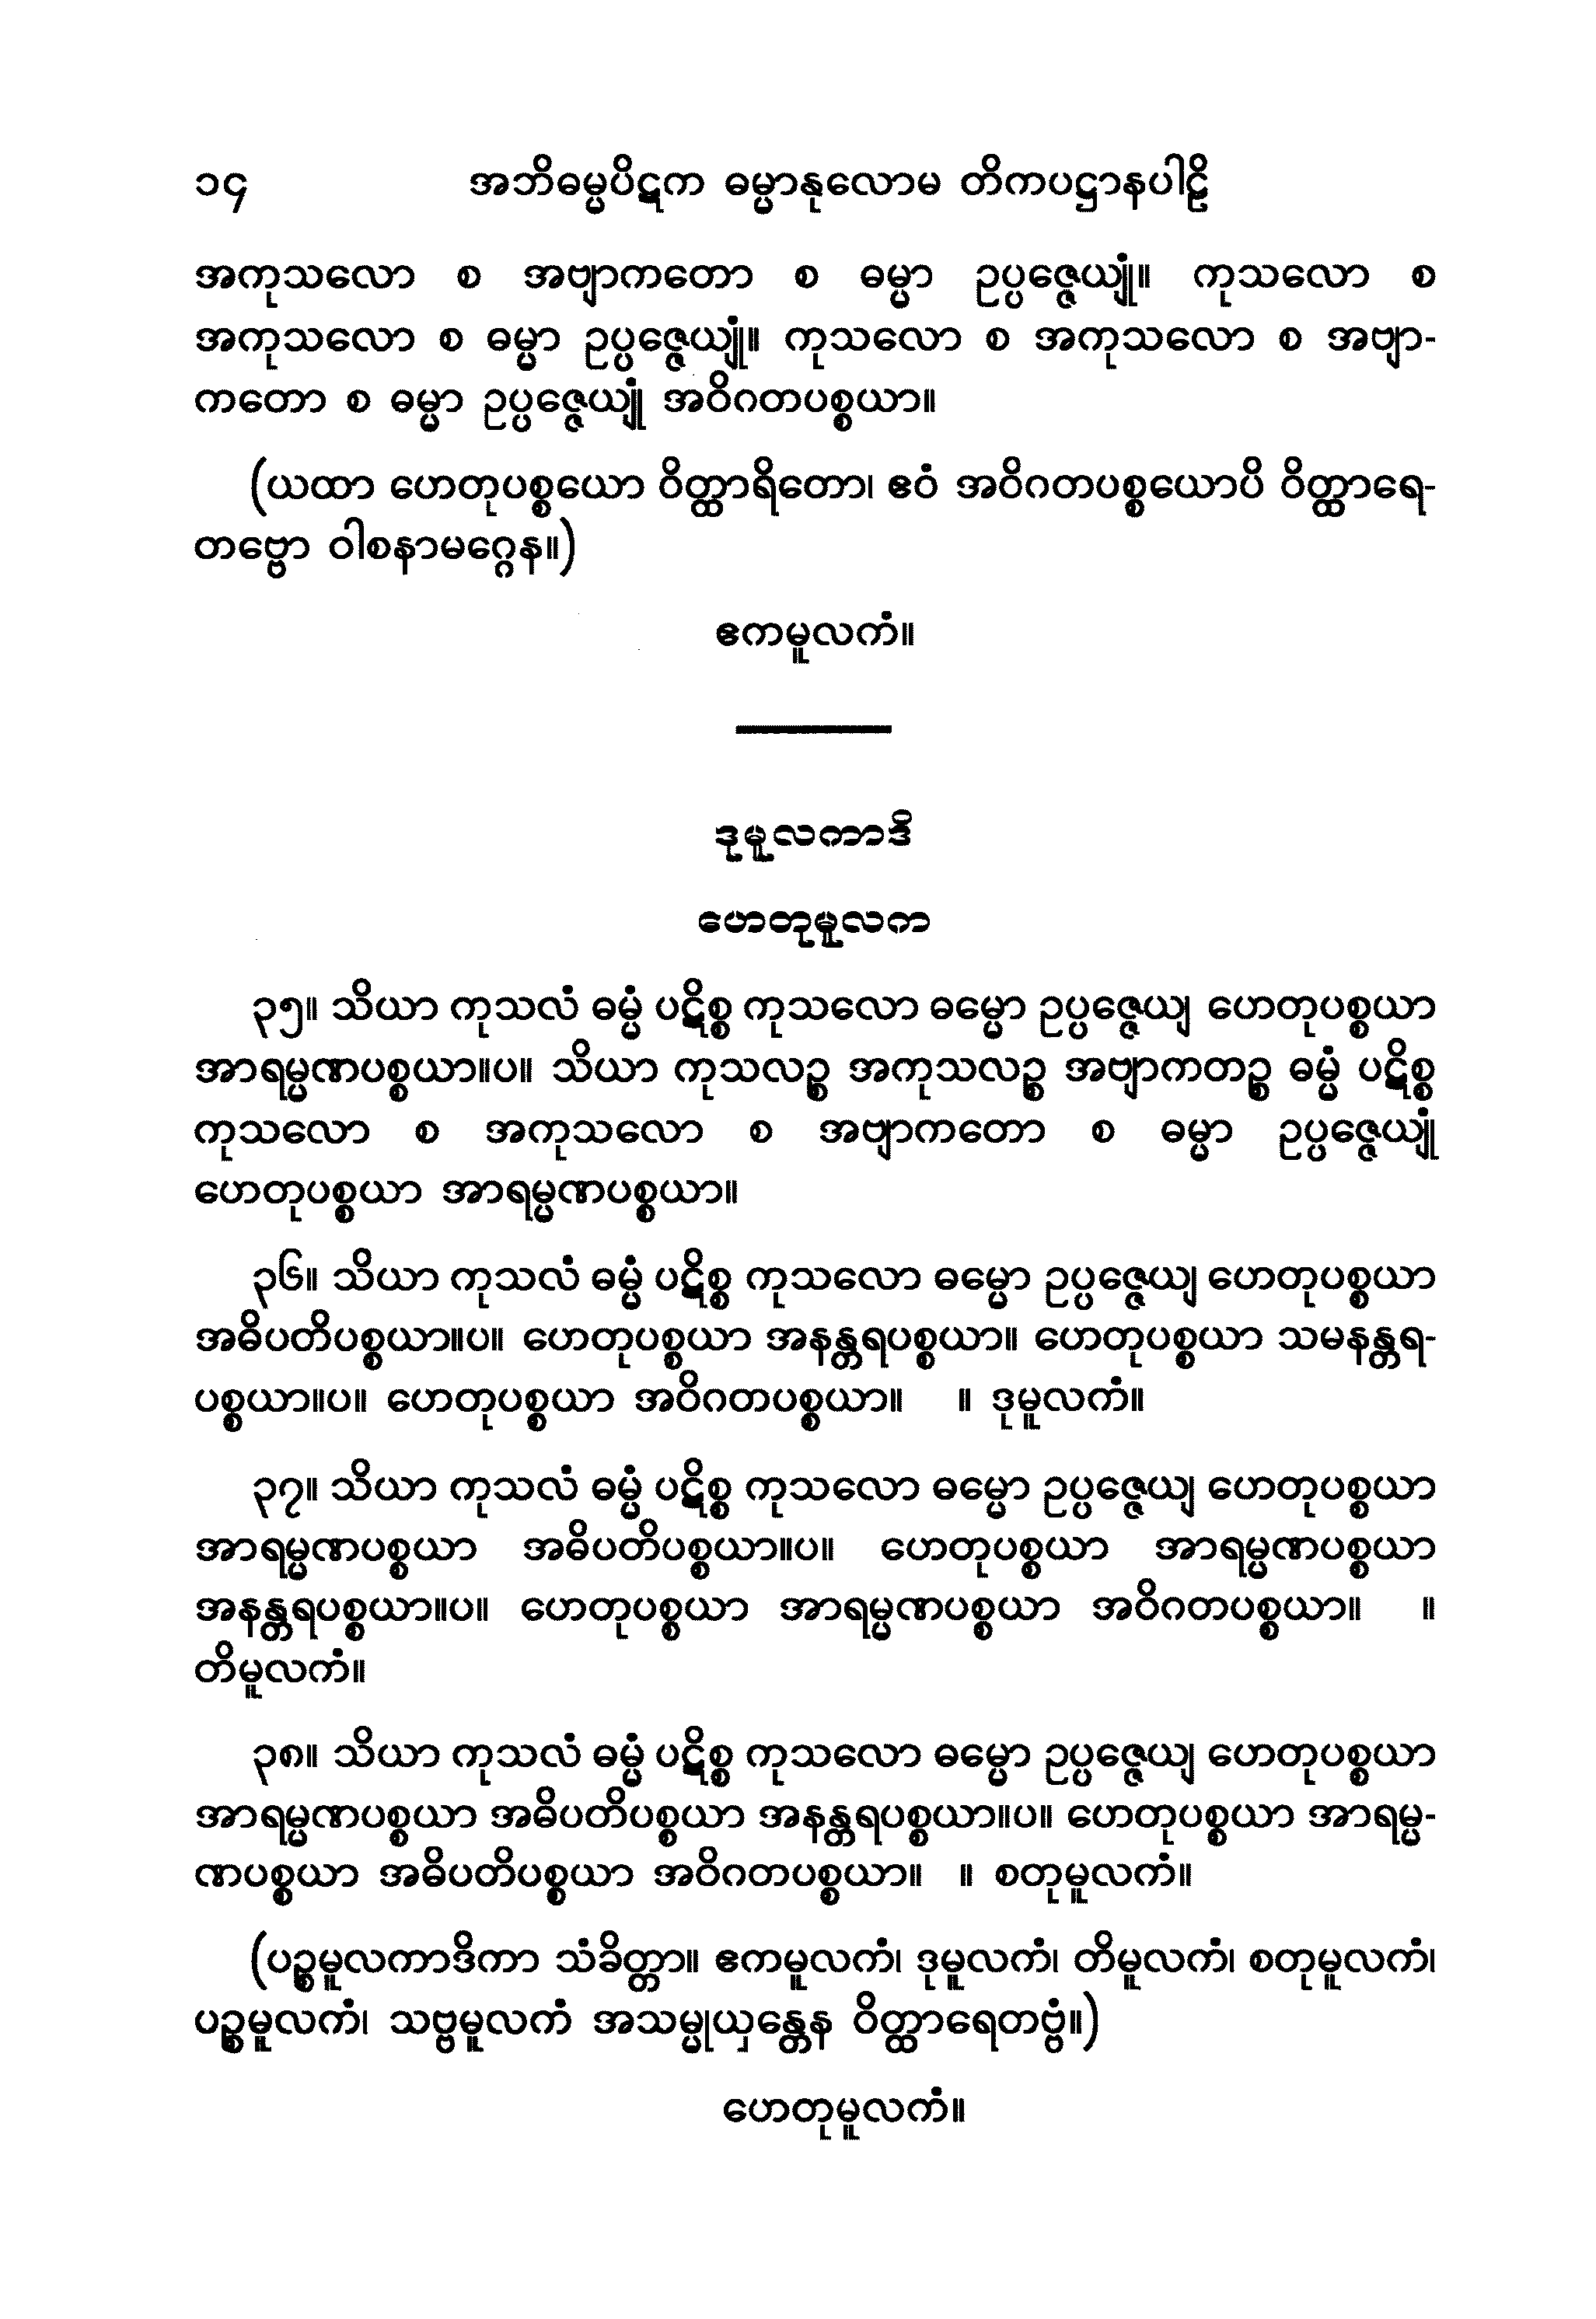 ၁၄ အဘိဓမ္မပိဋက ဓမ္မာနုလောမ တိကပဋ္ဌာနပါဠိ
အကုသလော စ အဗျာကတော စ ဓမ္မာ ဥပ္ပဇ္ဇေယျုံ။ ကုသလော စ
အကုသလော စ ဓမ္မာ ဥပ္ပဇ္ဇေယျုံ။ ကုသလော စ အကုသလော စ အဗျာ-
ကတော စ ဓမ္မာ ဥပ္ပဇ္ဇေယျုံ အဝိဂတပစ္စယာ။
(ယထာ ဟေတုပစ္စယော ဝိတ္ထာရိတော၊ ဧဝံ အဝိဂတပစ္စယောပိ ဝိတ္ထာရေ-
တဗ္ဗော ဝါစနာမဂ္ဂေန။)
ဧကမူလကံ။
ဒုမူလကာဒိ
ဟေတုမူလက
၃၅။ သိယာ ကုသလံ ဓမ္မံ ပဋိစ္စ ကုသလော ဓမ္မော ဥပ္ပဇ္ဇေယျ ဟေတုပစ္စယာ
အာရမ္မဏပစ္စယာ။ပ။ သိယာ ကုသလဉ္စ အကုသလဉ္စ အဗျာကတဉ္စ ဓမ္မံ ပဋိစ္စ
ကုသလော စ အကုသလော စ အဗျာကတော စ ဓမ္မာ ဥပ္ပဇ္ဇေယျုံ
ဟေတုပစ္စယာ အာရမ္မဏပစ္စယာ။
၃၆။ သိယာ ကုသလံ ဓမ္မံ ပဋိစ္စ ကုသလော ဓမ္မော ဥပ္ပဇ္ဇေယျ ဟေတုပစ္စယာ
အဓိပတိပစ္စယာ။ပ။ ဟေတုပစ္စယာ အနန္တရပစ္စယာ။ ဟေတုပစ္စယာ သမနန္တရ-
ပစ္စယာ။ပ။ ဟေတုပစ္စယာ အဝိဂတပစ္စယာ။ ။ ဒုမူလကံ။
၃၇။ သိယာ ကုသလံ ဓမ္မံ ပဋိစ္စ ကုသလော ဓမ္မော ဥပ္ပဇ္ဇေယျ ဟေတုပစ္စယာ
အာရမ္မဏပစ္စယာ အဓိပတိပစ္စယာ။ပ။ ဟေတုပစ္စယာ အာရမ္မဏပစ္စယာ
အနန္တရပစ္စယာ။ပ။ ဟေတုပစ္စယာ အာရမ္မဏပစ္စယာ အဝိဂတပစ္စယာ။ ။
တိမူလကံ။
၃၈။ သိယာ ကုသလံ ဓမ္မံ ပဋိစ္စ ကုသလော ဓမ္မော ဥပ္ပဇ္ဇေယျ ဟေတုပစ္စယာ
အာရမ္မဏပစ္စယာ အဓိပတိပစ္စယာ အနန္တရပစ္စယာ။ပ။ ဟေတုပစ္စယာ အာရမ္မ-
ဏပစ္စယာ အဓိပတိပစ္စယာ အဝိဂတပစ္စယာ။ ။ စတုမူလကံ။
(ပဉ္စမူလကာဒိကာ သံခိတ္တာ။ ဧကမူလကံ၊ ဒုမူလကံ၊ တိမူလကံ၊ စတုမူလကံ၊
ပဉ္စမူလကံ၊ သဗ္ဗမူလကံ အသမ္မုယှန္တေန ဝိတ္ထာရေတဗ္ဗံ။)
ဟေတုမူလကံ။